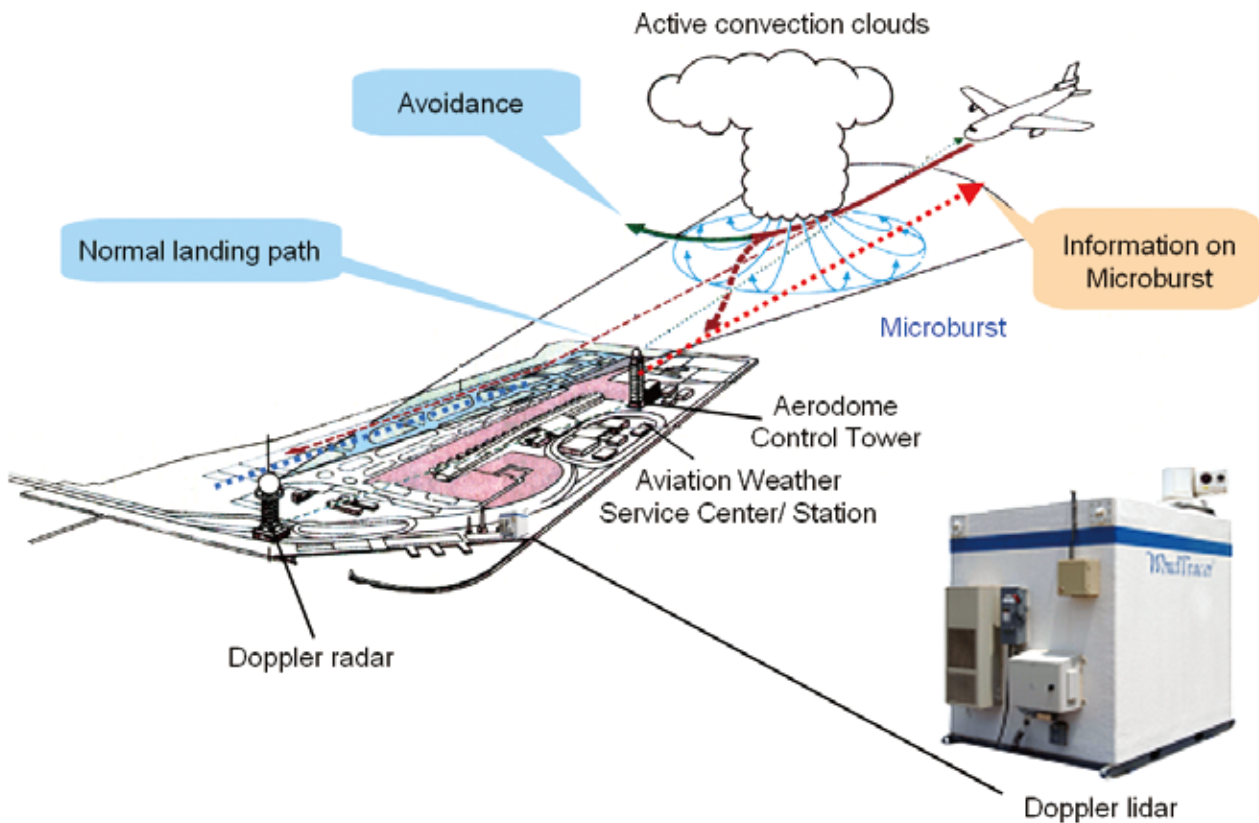 Active convection clouds
Avoidance
Normal landing path
Information on
Microburst
Microburst
Aerodome
Control Tower
Aviation Weather
Service Center/ Station
WindTracer
Doppler radar
Doppler lidar